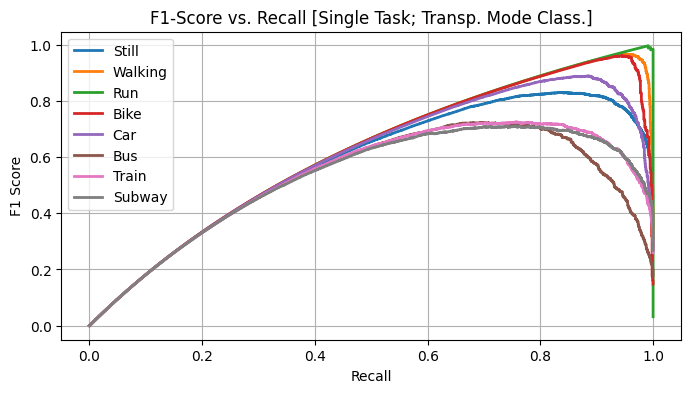 F1-Score vs. Recall [Single Task; Transp. Mode Class.]
Still
Walking
Run
Bike
Car
Bus
Train
Subway
F1 Score
1.0
0.8
0.6
0.4
0.2
0.0
0.0 0.2 0.4 0.6 0.8 1.0
Recall